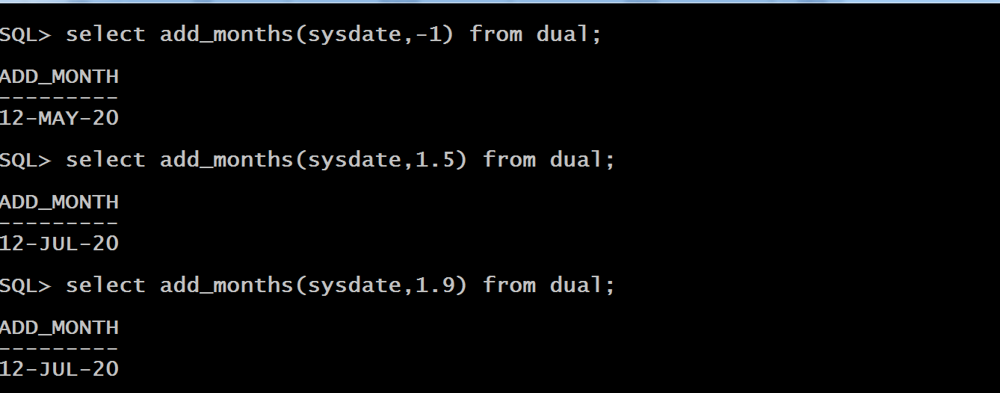 SQL> select add_months(sysdate,-1) from dual;
ADD_MONTH
---------
12-MAY-20
SQL> select add_months(sysdate,1.5) from dual;
ADD_MONTH
---------
12-JUL-20
SQL> select add_months(sysdate,1.9) from dual;
ADD_MONTH
---------
12-JUL-20